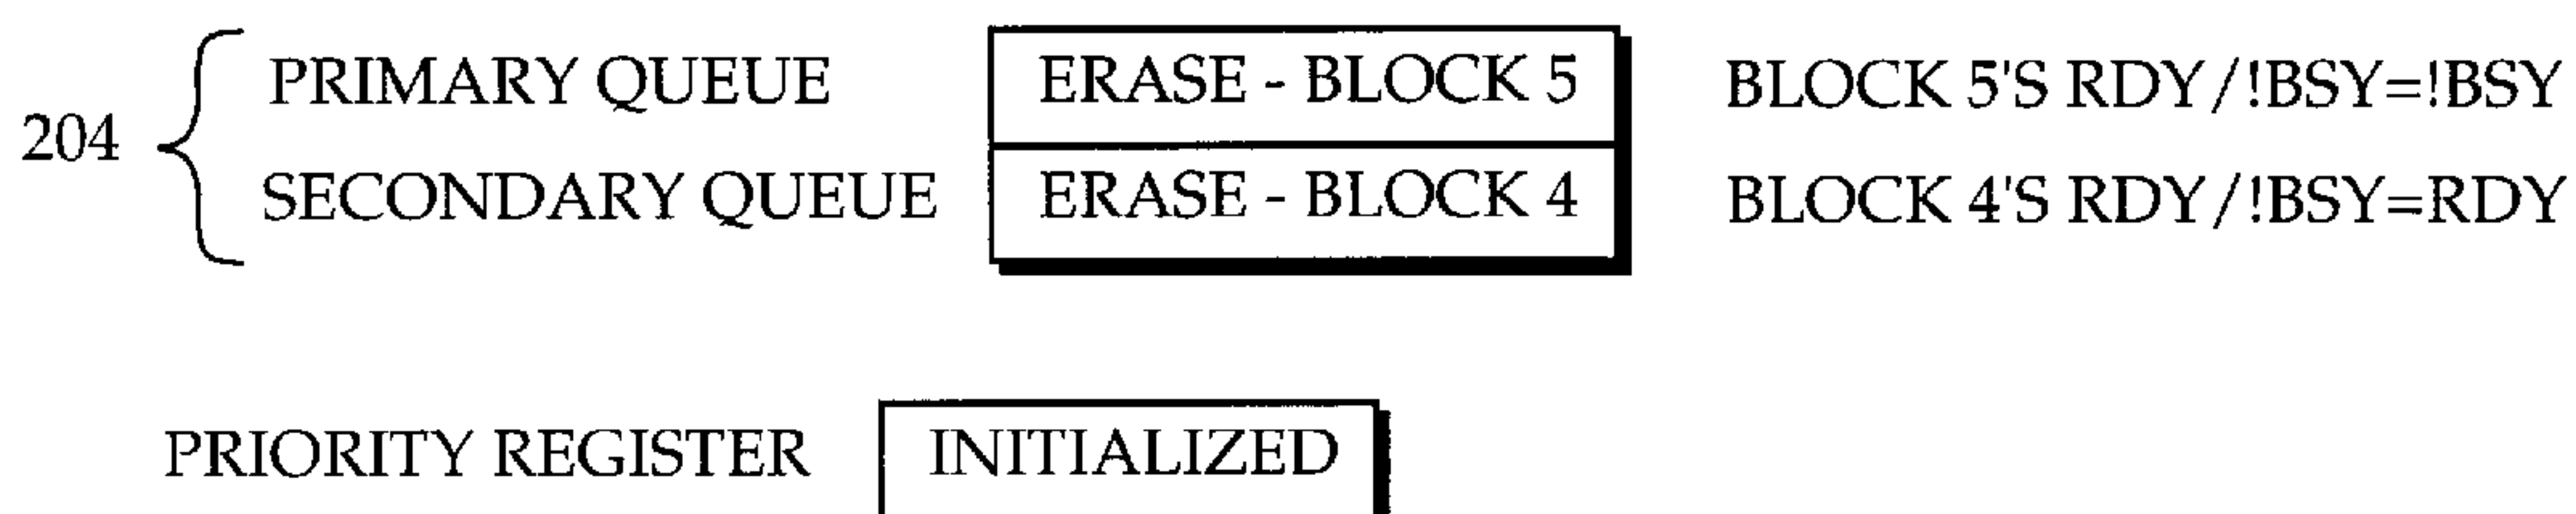 204 PRIMARY QUEUE ERASE - BLOCK 5 BLOCK 5'S RDY/!BSY=!BSY
SECONDARY QUEUE ERASE - BLOCK 4 BLOCK 4'S RDY/!BSY=RDY
PRIORITY REGISTER INITIALIZED